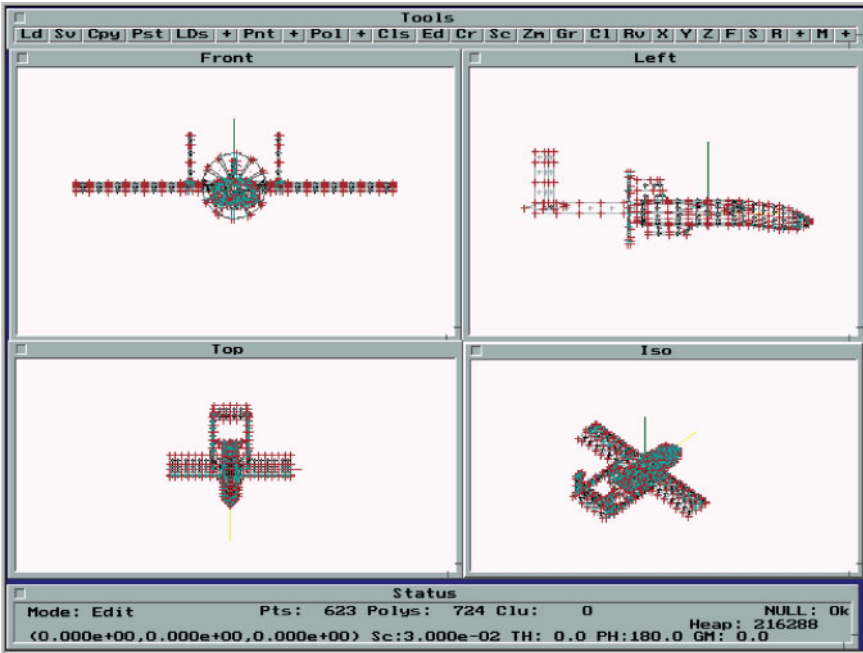 Tools
Ld Sv Cpy Pst LDs + Pnt + Pol + Cls Ed Cr Sc Zm Gr Cl Rv X Y Z F S R + M +
Front
Left
Top
Iso
Status
Mode: Edit Pts: 623 Polys: 724 Clu: 0 NULL: Ok
Heap: 216288
(0.000e+00,0.000e+00,0.000e+00) Sc:3.000e-02 TH: 0.0 PH:180.0 GM: 0.0